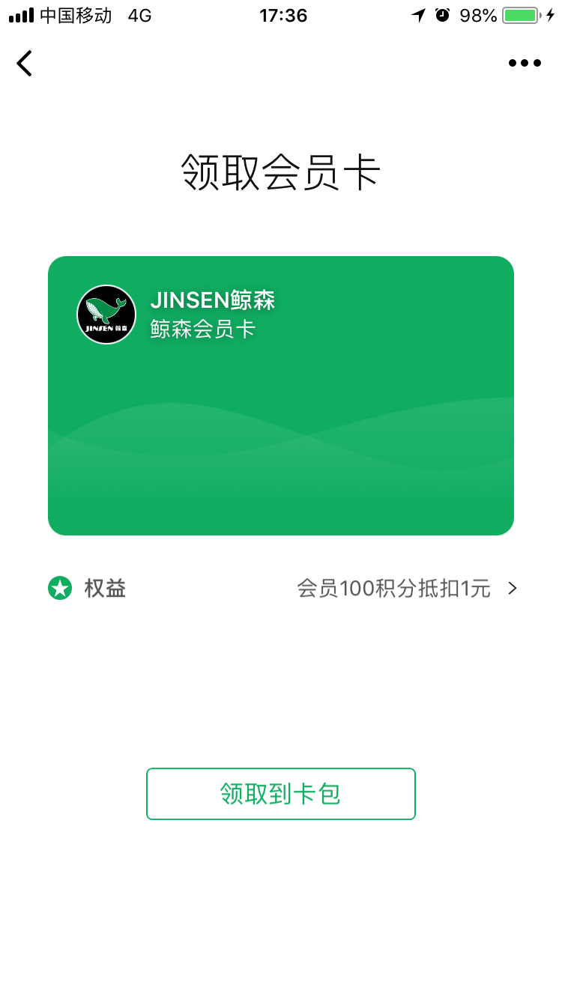 中国移动 4G 17:36 98%
领取会员卡
JINSEN鲸森
鲸森会员卡
JINSEN 鲸森
权益 会员100积分抵扣1元
领取到卡包